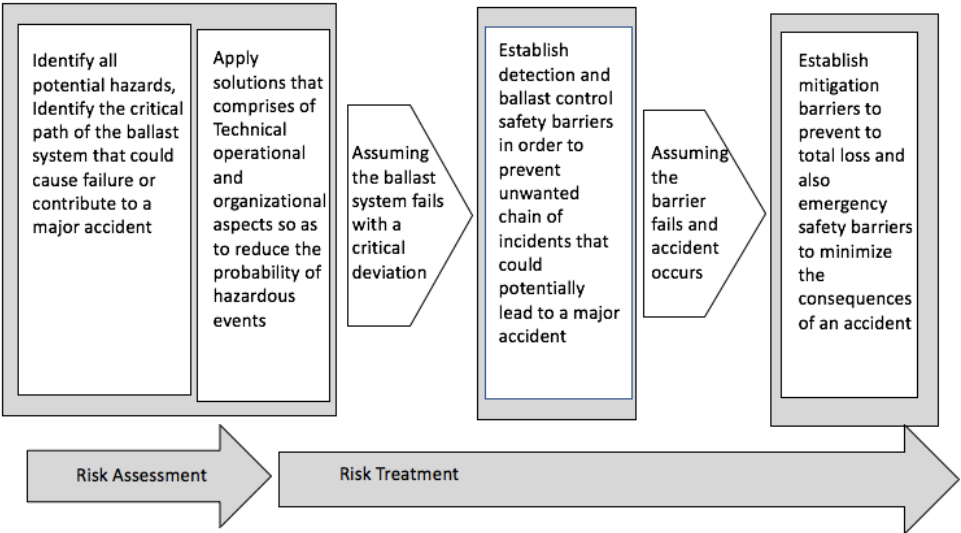 Identify all
potential hazards,
Identify the critical
path of the ballast
system that could
cause failure or
contribute to a
major accident
Apply
solutions that
comprises of
Technical
operational
and
organizational
aspects so as
to reduce the
probability of
hazardous
events
Assuming
the ballast
system fails
with a
critical
deviation
Establish
detection and
ballast control
safety barriers
in order to
prevent
unwanted
chain of
incidents that
could
potentially
lead to a major
accident
Assuming
the
barrier
fails and
accident
occurs
Establish
mitigation
barriers to
prevent to
total loss and
also
emergency
safety barriers
to minimize
the
consequences
of an accident
Risk Assessment
Risk Treatment